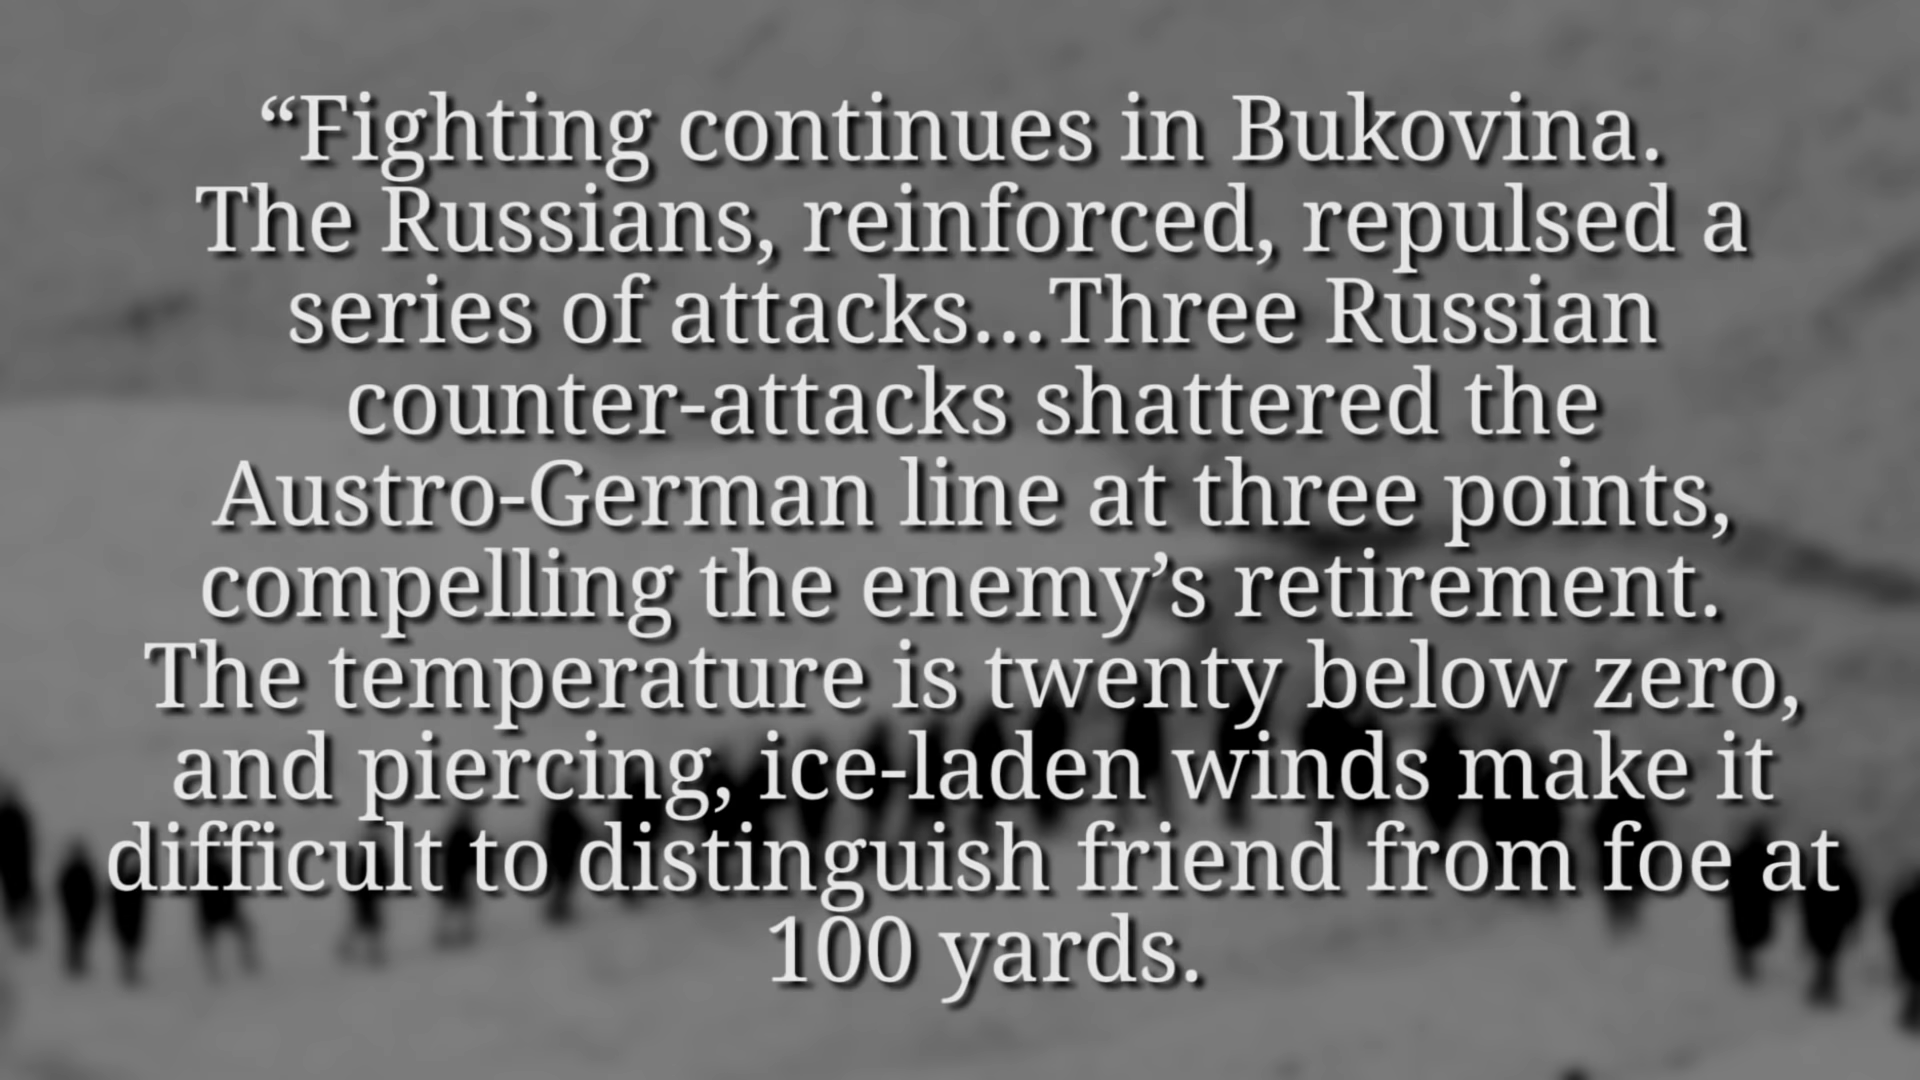 “Fighting continues in Bukovina.
The Russians, reinforced, repulsed a
series of attacks...Three Russian
counter-attacks shattered the
Austro-German line at three points,
compelling the enemy’s retirement.
The temperature is twenty below zero,
and piercing, ice-laden winds make it
difficult to distinguish friend from foe at
100 yards.